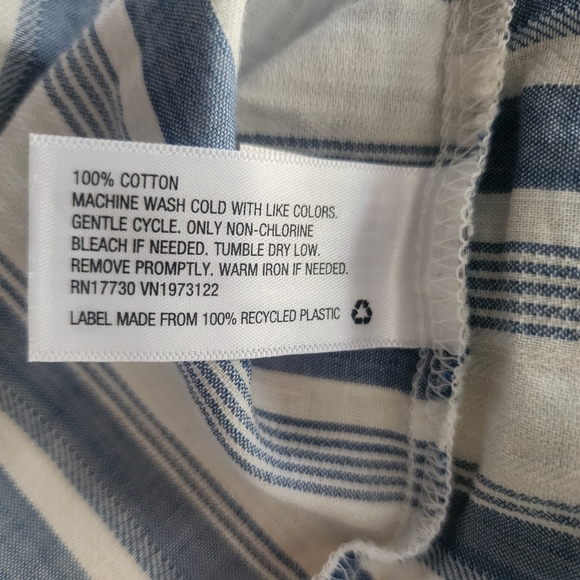 100% COTTON
MACHINE WASH COLD WITH LIKE COLORS.
GENTLE CYCLE. ONLY NON-CHLORINE
BLEACH IF NEEDED. TUMBLE DRY LOW.
REMOVE PROMPTLY. WARM IRON IF NEEDED.
RN17730 VN1973122
LABEL MADE FROM 100% RECYCLED PLASTIC